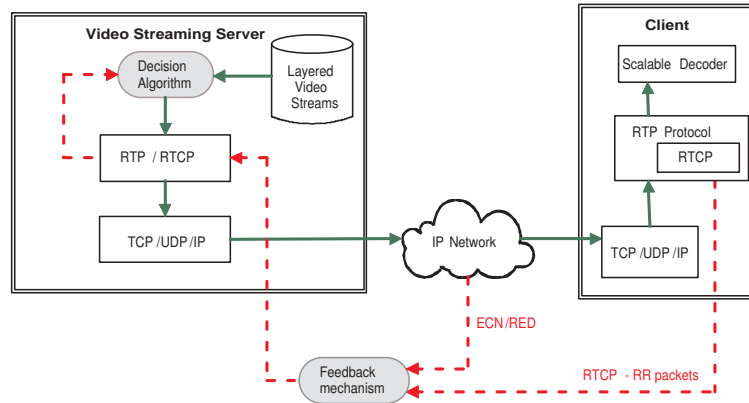 Video Streaming Server
Decision
Algorithm
Layered
Video
Streams
RTP / RTCP
TCP /UDP /IP
IP Network
Client
Scalable Decoder
RTP Protocol
RTCP
TCP /UDP /IP
ECN /RED
Feedback
mechanism
RTCP - RR packets